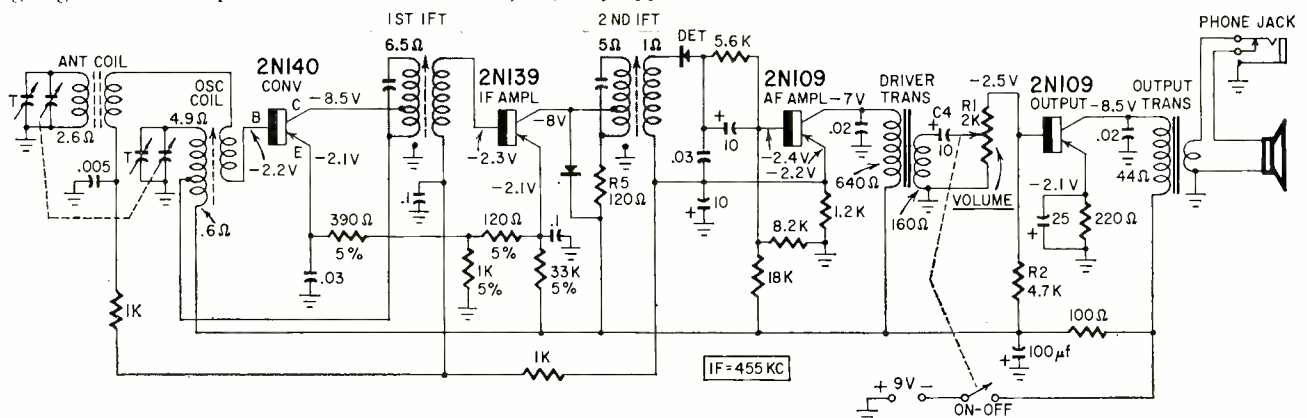 1ST IFT
2ND IFT
PHONE JACK
ANT COIL
OSC COIL
2N140
CONV
6.5Ω
2N139
IF AMPL
5Ω
1Ω
DET
5.6K
2N109
AF AMPL
DRIVER TRANS
-2.5V
2N109
OUTPUT
OUTPUT TRANS
T
2.6Ω
4.9Ω
T
B
C
E
-8.5V
-2.2V
-2.1V
-2.3V
-8V
-2.1V
10
-7V
.02
-2.4V
-2.2V
C4
10
R1
2K
-8.5V
.02
.005
.6Ω
390Ω
5%
.03
.1
120Ω
5%
.1
1K
5%
33K
5%
R5
120Ω
.03
10
8.2K
18K
1.2K
640Ω
160Ω
VOLUME
-2.1V
25
220Ω
44Ω
R2
4.7K
100Ω
100μf
1K
1K
IF=455KC
+ 9V -
ON-OFF